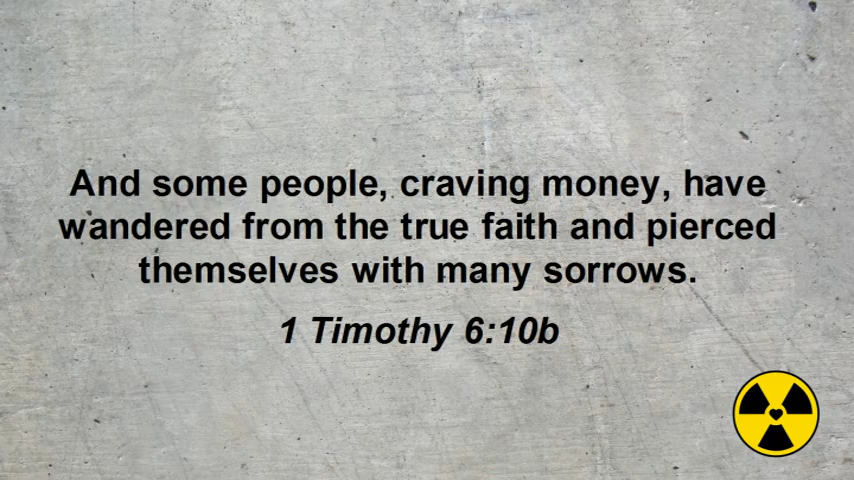 And some people, craving money, have
wandered from the true faith and pierced
themselves with many sorrows.
1 Timothy 6:10b